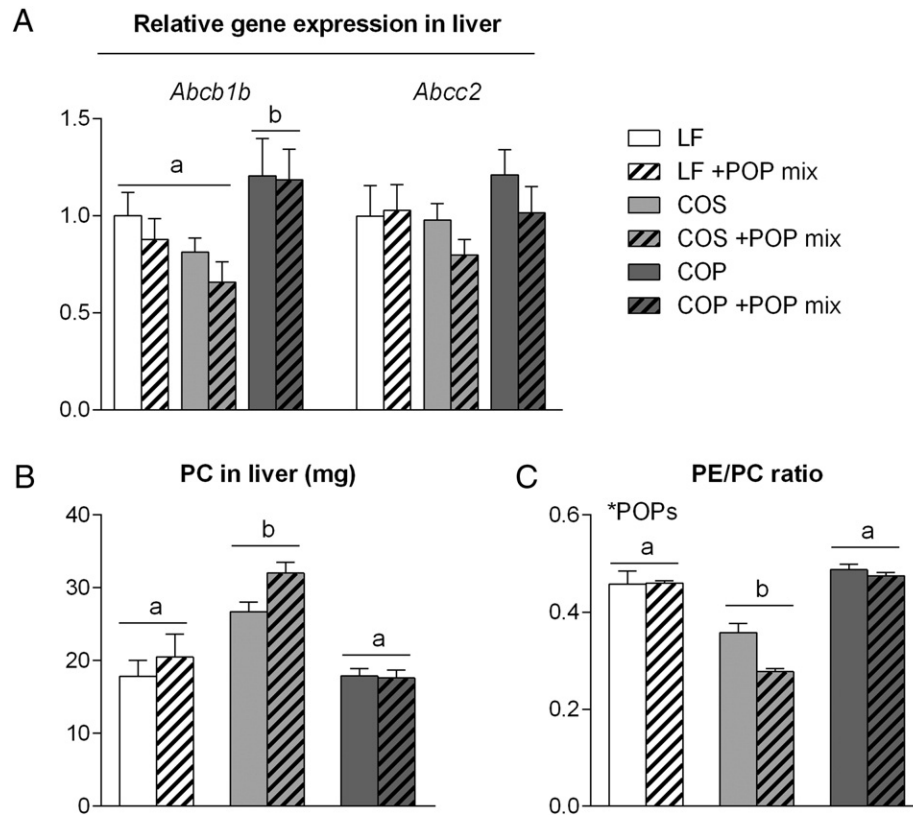 A
Relative gene expression in liver
Abcb1b
Abcc2
1.5
1.0
0.5
0.0
a
b
LF
LF +POP mix
COS
COS +POP mix
COP
COP +POP mix
B
PC in liver (mg)
40
30
20
10
0
a
b
a
C
PE/PC ratio
0.6
0.4
0.2
0.0
*POPs
a
b
a